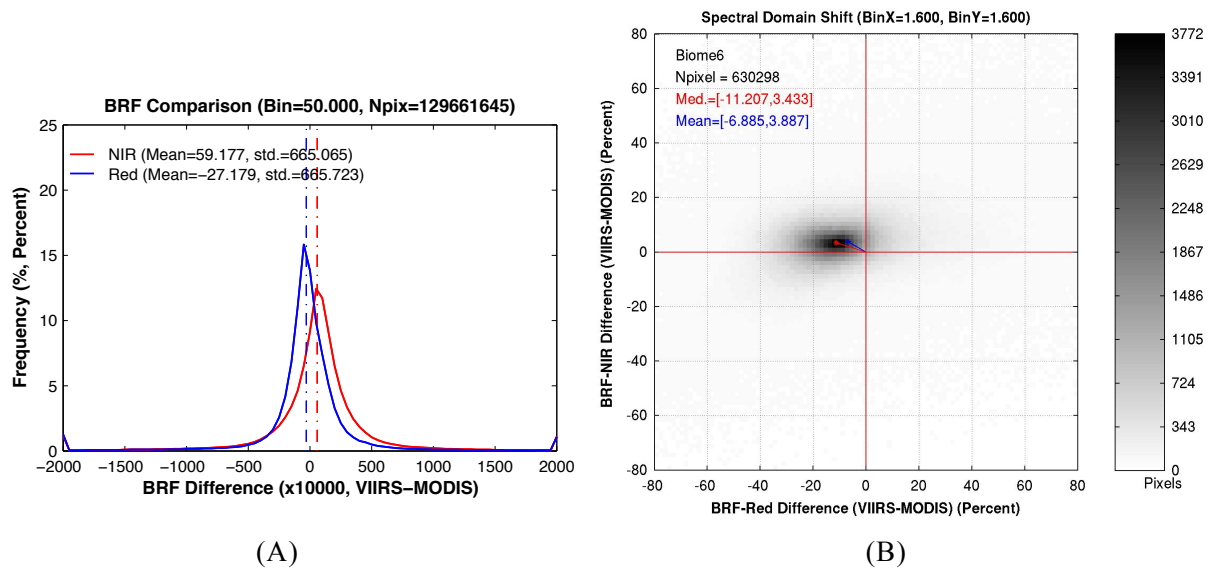 BRF Comparison (Bin=50.000, Npix=129661645)
25
20
15
10
5
0
Frequency (%, Percent)
NIR (Mean=59.177, std.=665.065)
Red (Mean=−27.179, std.=665.723)
−2000 −1500 −1000 −500 0 500 1000 1500 2000
BRF Difference (x10000, VIIRS−MODIS)
(A)
Spectral Domain Shift (BinX=1.600, BinY=1.600)
80
60
40
20
0
-20
-40
-60
-80
BRF-NIR Difference (VIIRS-MODIS) (Percent)
Biome6
Npixel = 630298
Med.=[-11.207,3.433]
Mean=[-6.885,3.887]
-80 -60 -40 -20 0 20 40 60 80
BRF-Red Difference (VIIRS-MODIS) (Percent)
3772
3391
3010
2629
2248
1867
1486
1105
724
343
0
Pixels
(B)